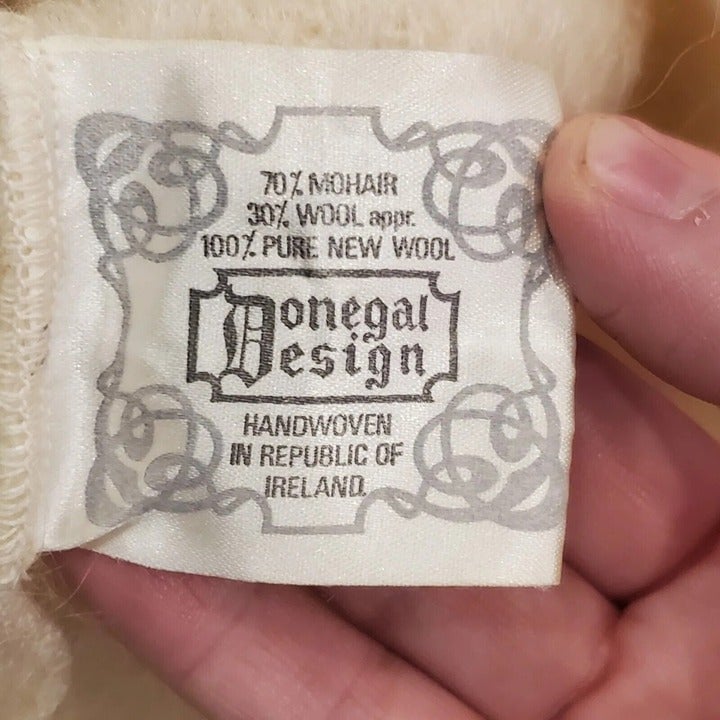 70% MOHAIR
30% WOOL appr.
100% PURE NEW WOOL
Donegal
Design
HANDWOVEN
IN REPUBLIC OF
IRELAND.